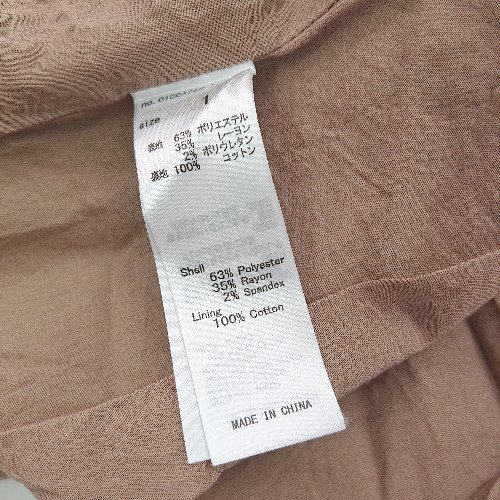 size 1
表地 63% ポリエステル
35% レーヨン
2% ポリウレタン
裏地 100% コットン
Shell 63% Polyester
35% Rayon
2% Spandex
Lining 100% Cotton
MADE IN CHINA